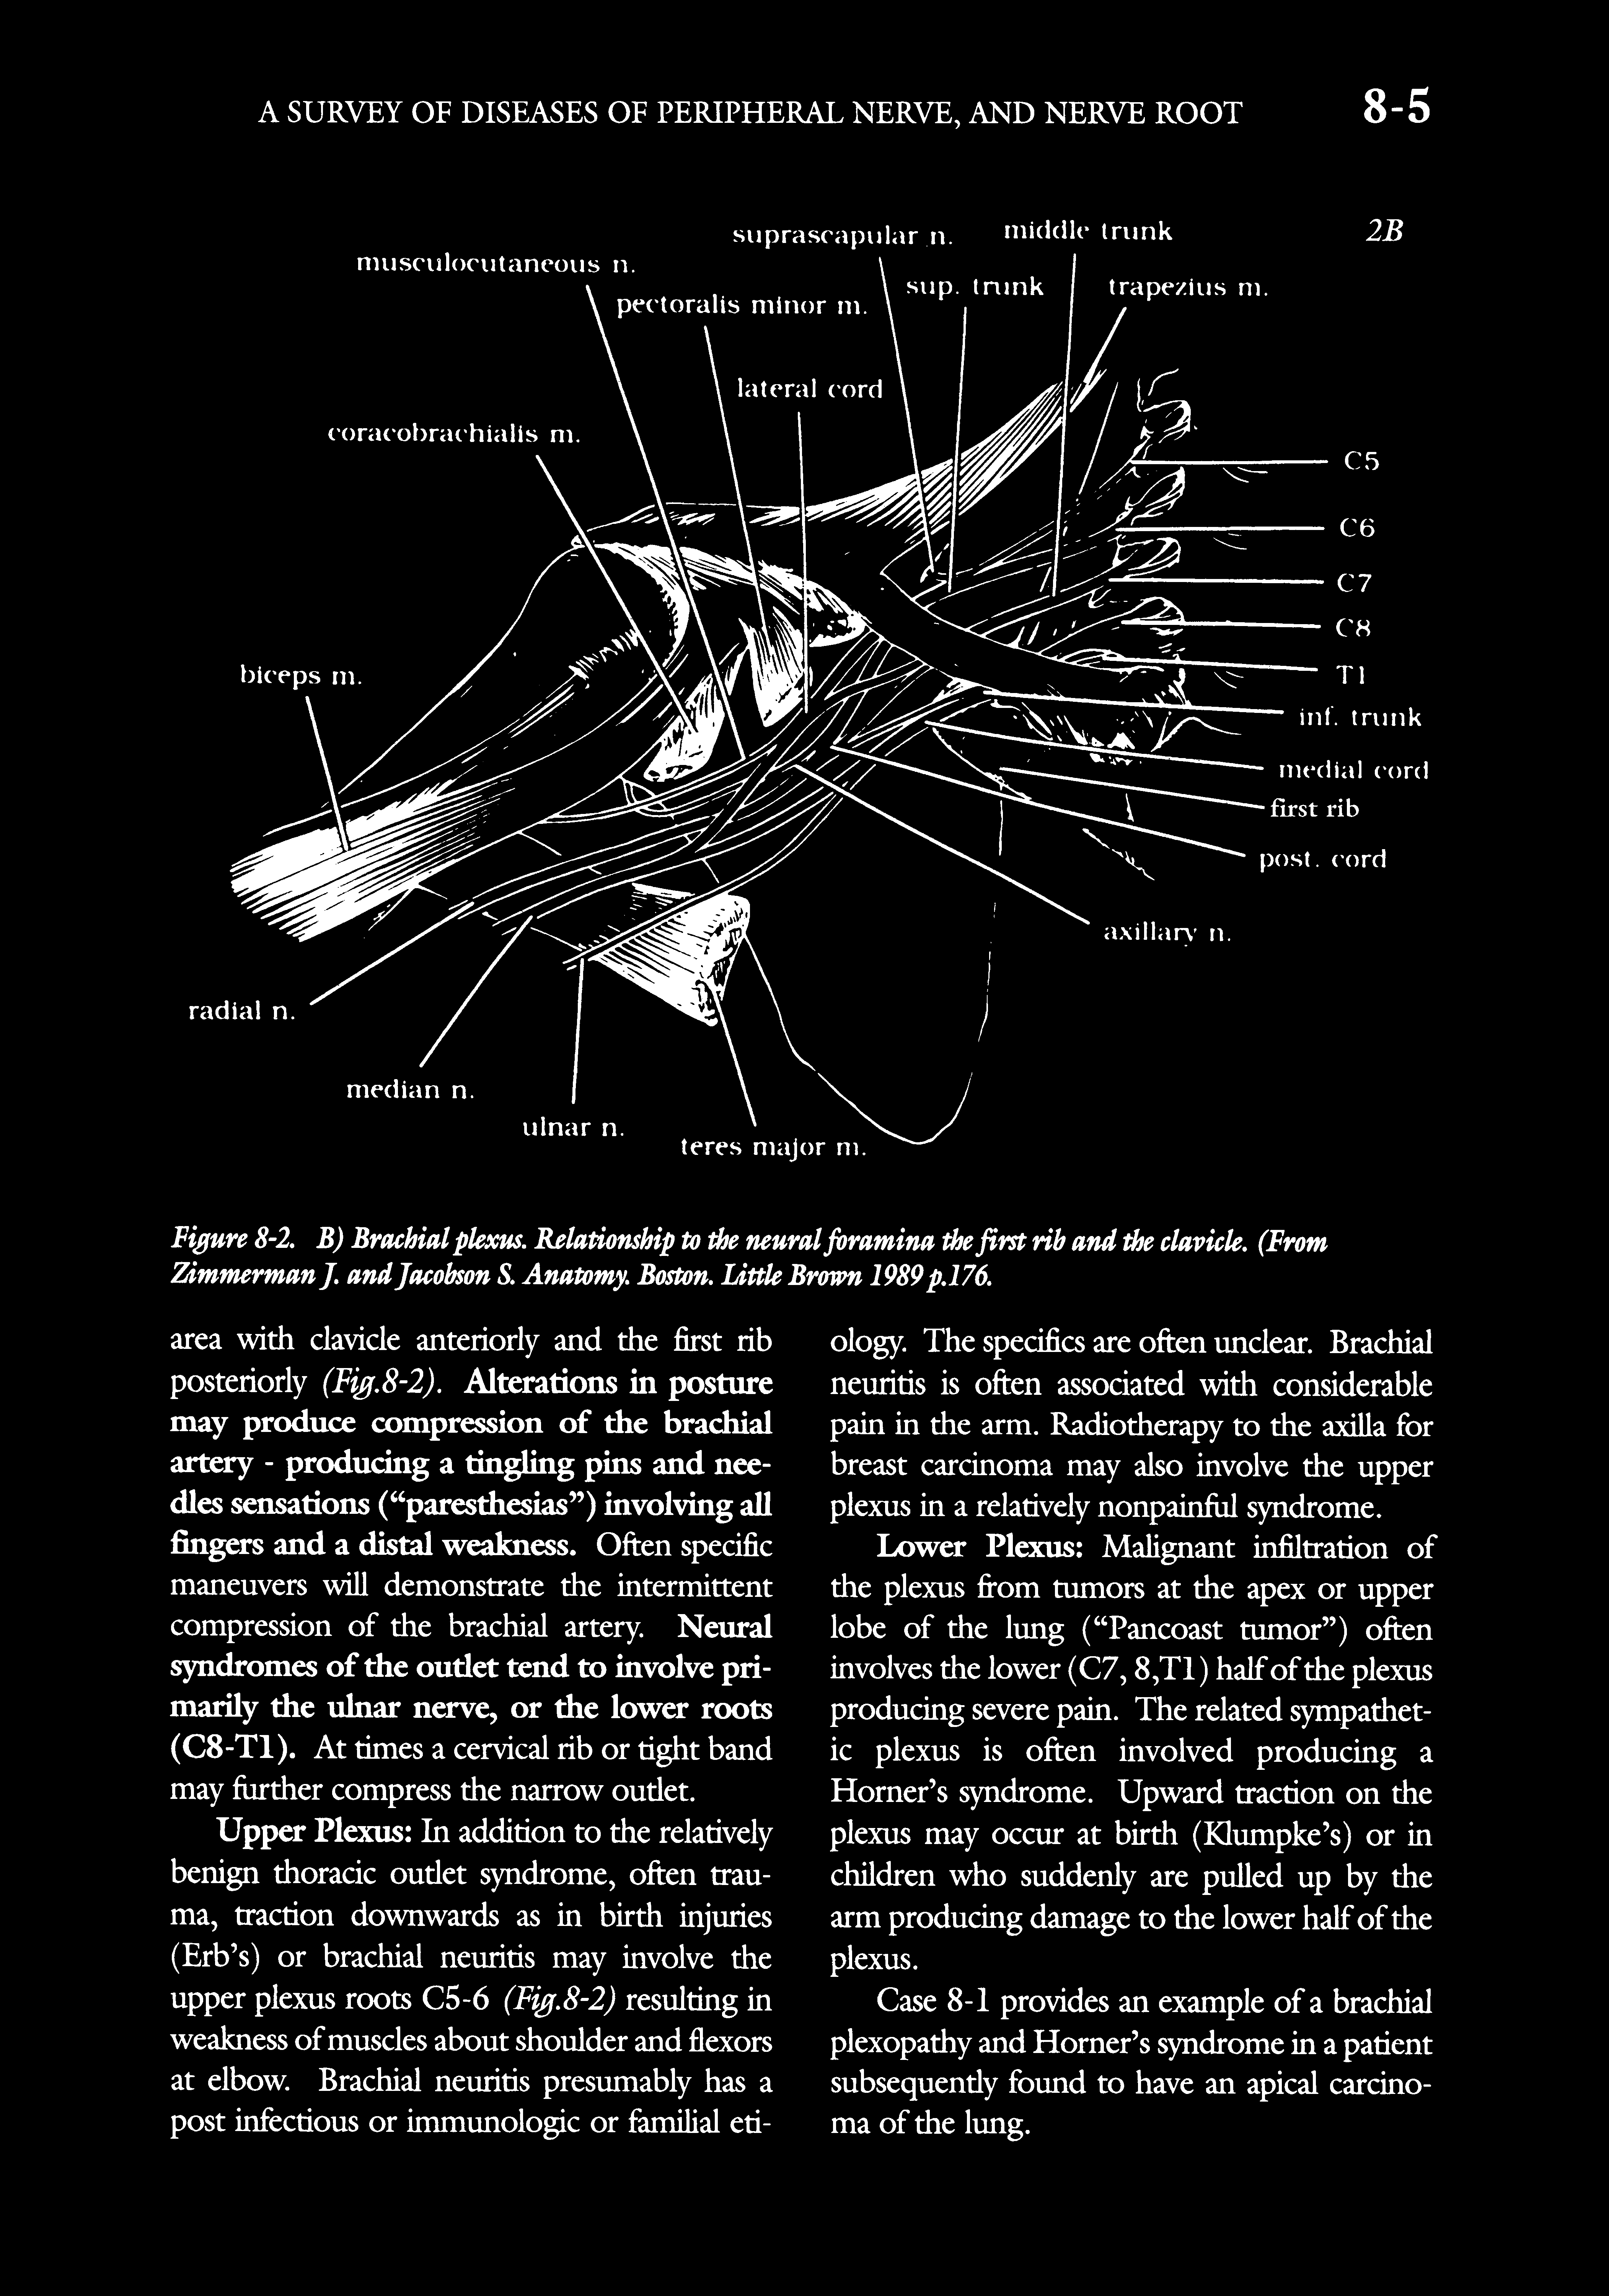 A SURVEY OF DISEASES OF PERIPHERAL NERVE, AND NERVE ROOT 8-5
2B
suprascapular n.
middle trunk
musculocutaneous n.
sup. trunk
trapezius m.
pectoralis minor m.
lateral cord
coracobrachialis m.
C5
C6
C7
C8
biceps m.
T1
inf. trunk
medial cord
first rib
post. cord
axillary n.
radial n.
median n.
ulnar n.
teres major m.
Figure 8-2. B) Brachial plexus. Relationship to the neural foramina the first rib and the clavicle. (From
Zimmerman J. and Jacobson S. Anatomy. Boston. Little Brown 1989 p.176.
area with clavicle anteriorly and the first rib
posteriorly (Fig.8-2). Alterations in posture
may produce compression of the brachial
artery - producing a tingling pins and nee-
dles sensations (“paresthesias”) involving all
fingers and a distal weakness. Often specific
maneuvers will demonstrate the intermittent
compression of the brachial artery. Neural
syndromes of the outlet tend to involve pri-
marily the ulnar nerve, or the lower roots
(C8-T1). At times a cervical rib or tight band
may further compress the narrow outlet.
Upper Plexus: In addition to the relatively
benign thoracic outlet syndrome, often trau-
ma, traction downwards as in birth injuries
(Erb’s) or brachial neuritis may involve the
upper plexus roots C5-6 (Fig.8-2) resulting in
weakness of muscles about shoulder and flexors
at elbow. Brachial neuritis presumably has a
post infectious or immunologic or familial eti-
ology. The specifics are often unclear. Brachial
neuritis is often associated with considerable
pain in the arm. Radiotherapy to the axilla for
breast carcinoma may also involve the upper
plexus in a relatively nonpainful syndrome.
Lower Plexus: Malignant infiltration of
the plexus from tumors at the apex or upper
lobe of the lung (“Pancoast tumor”) often
involves the lower (C7, 8,T1) half of the plexus
producing severe pain. The related sympathet-
ic plexus is often involved producing a
Horner’s syndrome. Upward traction on the
plexus may occur at birth (Klumpke’s) or in
children who suddenly are pulled up by the
arm producing damage to the lower half of the
plexus.
Case 8-1 provides an example of a brachial
plexopathy and Horner’s syndrome in a patient
subsequently found to have an apical carcino-
ma of the lung.